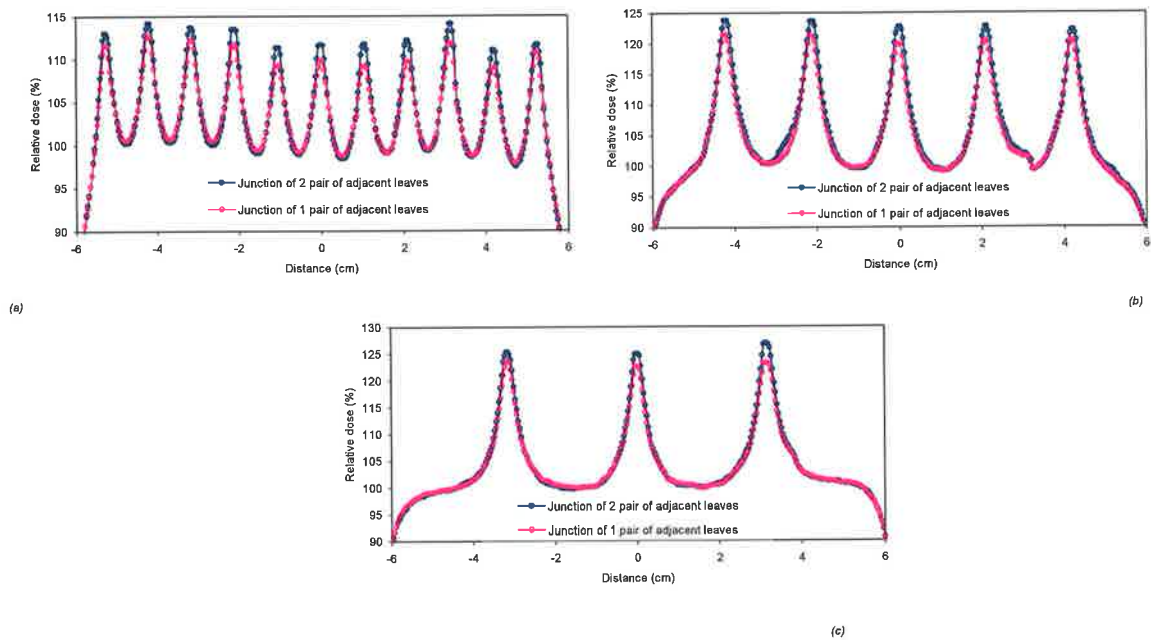 115
110
105
100
95
90
Relative dose (%)
Junction of 2 pair of adjacent leaves
Junction of 1 pair of adjacent leaves
-6 -4 -2 0 2 4 6
Distance (cm)
(a)
125
120
115
110
105
100
95
90
Relative dose (%)
Junction of 2 pair of adjacent leaves
Junction of 1 pair of adjacent leaves
-6 -4 -2 0 2 4 6
Distance (cm)
(b)
130
125
120
115
110
105
100
95
90
Relative dose (%)
Junction of 2 pair of adjacent leaves
Junction of 1 pair of adjacent leaves
-6 -4 -2 0 2 4 6
Distance (cm)
(c)